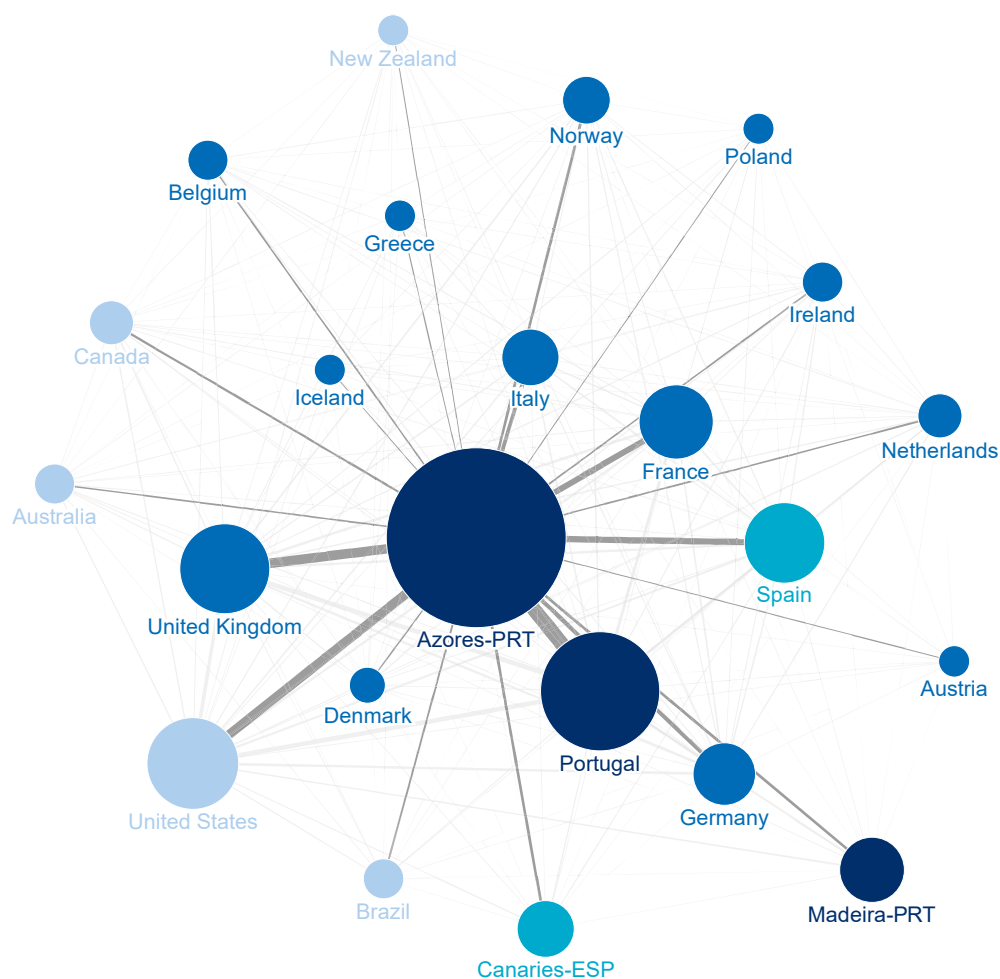 New Zealand
Norway
Poland
Belgium
Greece
Ireland
Canada
Iceland
Italy
Netherlands
France
Australia
Spain
United Kingdom
Azores-PRT
Austria
Denmark
Portugal
Germany
United States
Brazil
Madeira-PRT
Canaries-ESP